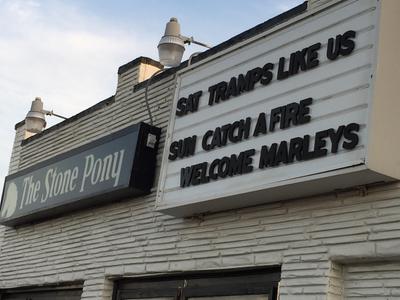 The Stone Pony
SAT TRAMPS LIKE US
SUN CATCH A FIRE
WELCOME MARLEYS